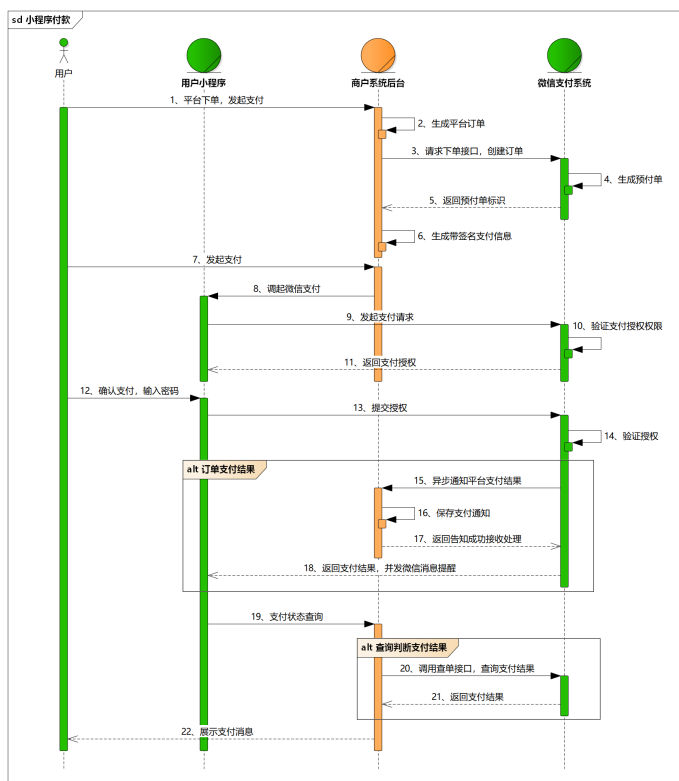 sd 小程序付款
用户
用户小程序
商户系统后台
微信支付系统
1、平台下单，发起支付
2、生成平台订单
3、请求下单接口，创建订单
4、生成预付单
5、返回预付单标识
6、生成带签名支付信息
7、发起支付
8、调起微信支付
9、发起支付请求
10、验证支付授权权限
11、返回支付授权
12、确认支付，输入密码
13、提交授权
14、验证授权
alt 订单支付结果
15、异步通知平台支付结果
16、保存支付通知
17、返回告知成功接收处理
18、返回支付结果，并发微信消息提醒
19、支付状态查询
alt 查询判断支付结果
20、调用查单接口，查询支付结果
21、返回支付结果
22、展示支付消息